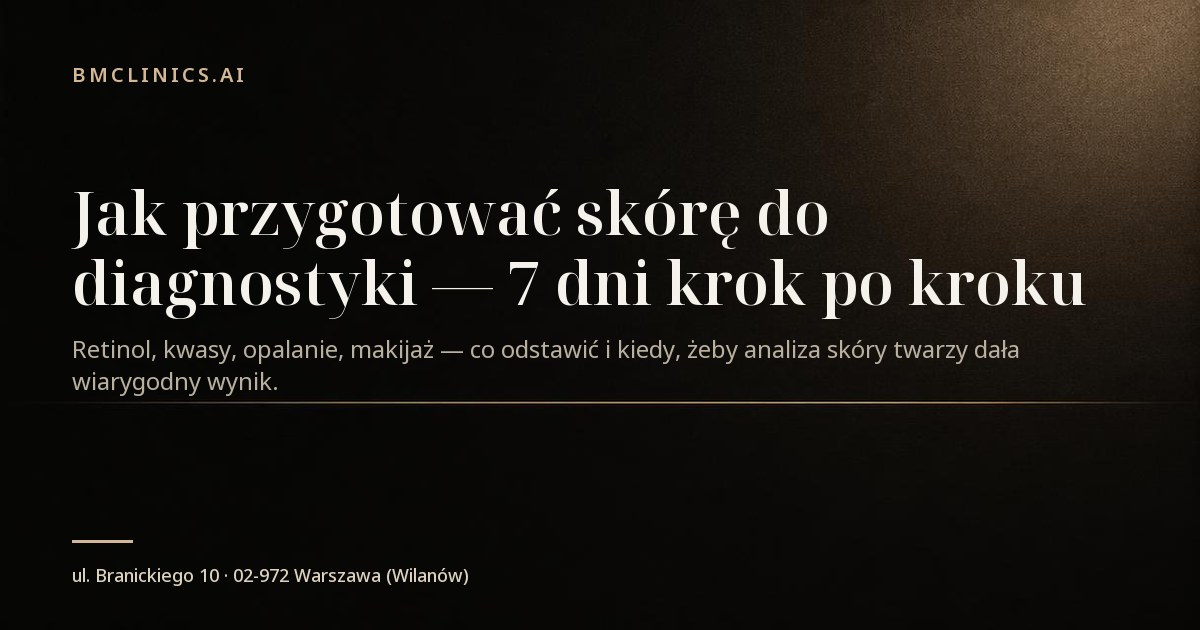 BMCLINICS.AI
Jak przygotować skórę do
diagnostyki — 7 dni krok po kroku
Retinol, kwasy, opalanie, makijaż — co odstawić i kiedy, żeby analiza skóry twarzy dała
wiarygodny wynik.
ul. Branickiego 10 · 02-972 Warszawa (Wilanów)